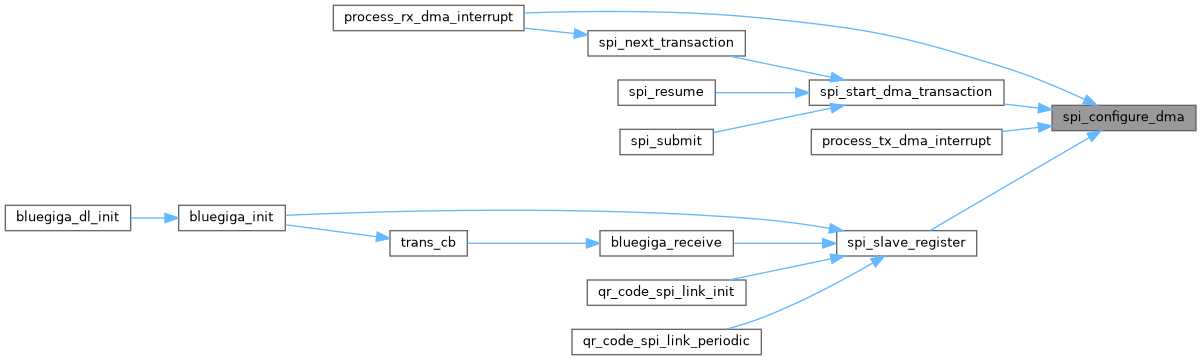 process_rx_dma_interrupt
spi_next_transaction
spi_resume
spi_start_dma_transaction
spi_configure_dma
spi_submit
process_tx_dma_interrupt
bluegiga_dl_init
bluegiga_init
trans_cb
bluegiga_receive
spi_slave_register
qr_code_spi_link_init
qr_code_spi_link_periodic